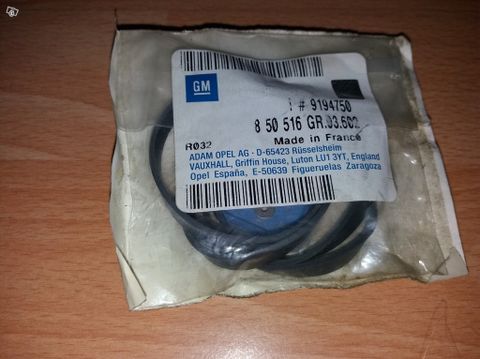 GM
1 # 9194750
8 50 516 GR.03.602
Made in France
R032
ADAM OPEL AG · D-65423 Rüsselsheim
VAUXHALL, Griffin House, Luton LU1 3YT, England
Opel España, E-50639 Figueruelas Zaragoza